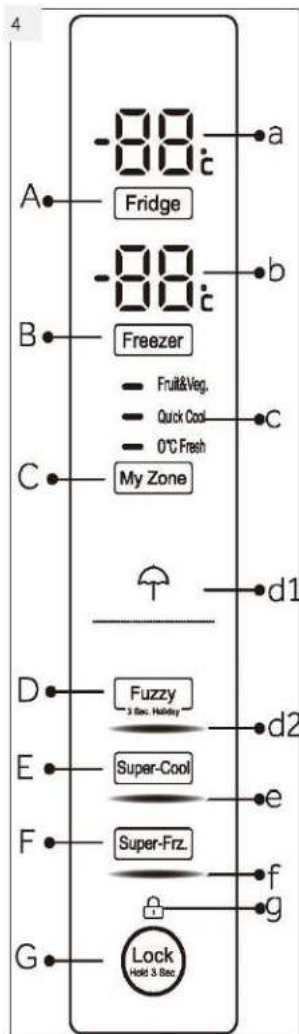 4
-88°c
a
A
Fridge
-88°c
b
B
Freezer
Fruit&Veg.
Quick Cool
c
0°C Fresh
C
My Zone
d1
D
Fuzzy
3 Sec. Holiday
d2
E
Super-Cool
e
F
Super-Frz.
f
g
G
Lock
Hold 3 Sec